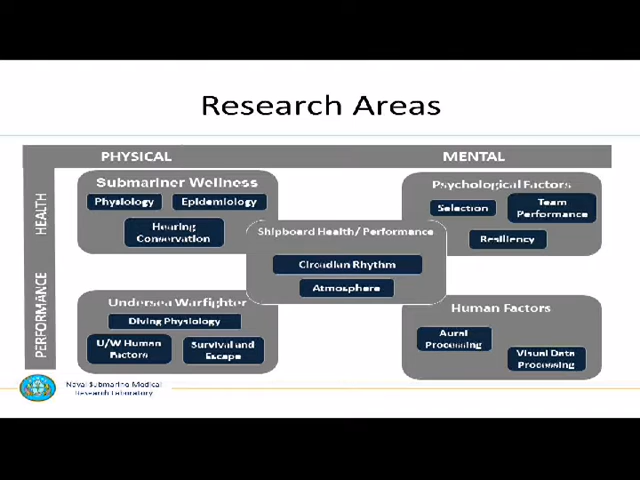 Research Areas
PHYSICAL MENTAL
HEALTH
PERFORMANCE
Submariner Wellness
Physiology Epidemiology
Hearing
Conservation
Psychological Factors
Selection
Team
Performance
Resiliency
Shipboard Health/ Performance
Circadian Rhythm
Atmosphere
Undersea Warfighter
Diving Physiology
U/W Human
Factors
Survival and
Escape
Human Factors
Aural
Processing
Visual Data
Processing
Naval Submarine Medical
Research Laboratory